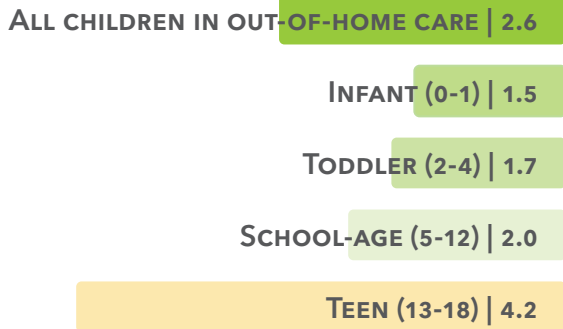 All children in out-of-home care | 2.6
Infant (0-1) | 1.5
Toddler (2-4) | 1.7
School-age (5-12) | 2.0
Teen (13-18) | 4.2